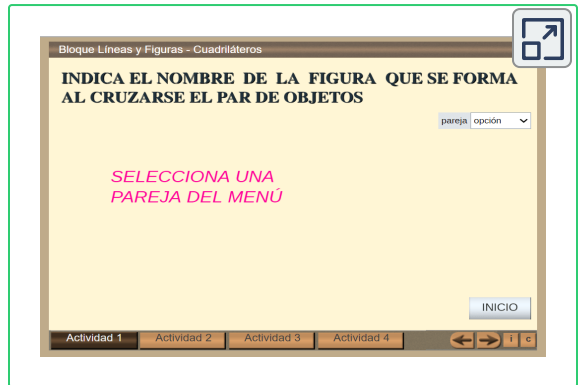 Bloque Líneas y Figuras - Cuadriláteros
INDICA EL NOMBRE DE LA FIGURA QUE SE FORMA
AL CRUZARSE EL PAR DE OBJETOS
pareja opción
SELECCIONA UNA
PAREJA DEL MENÚ
INICIO
Actividad 1 Actividad 2 Actividad 3 Actividad 4 i c